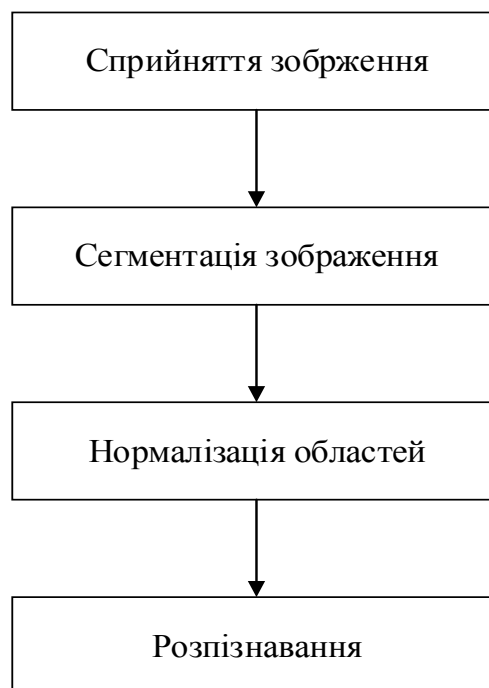 Сприйняття зобрження
Сегментація зображення
Нормалізація областей
Розпізнавання